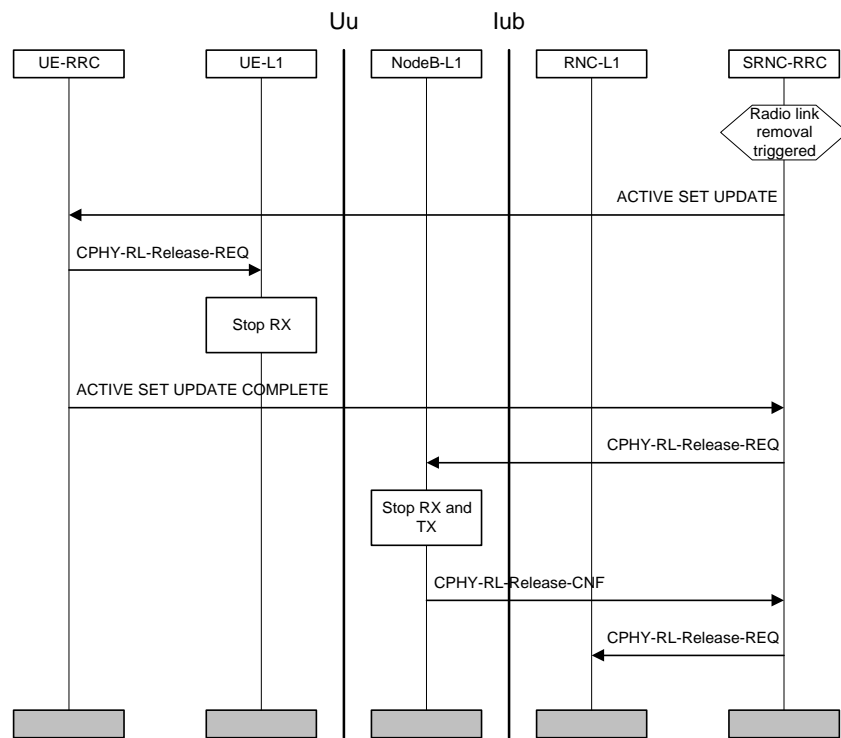 Uu
Iub
UE-RRC
UE-L1
NodeB-L1
RNC-L1
SRNC-RRC
Radio link
removal
triggered
ACTIVE SET UPDATE
CPHY-RL-Release-REQ
Stop RX
ACTIVE SET UPDATE COMPLETE
CPHY-RL-Release-REQ
Stop RX and
TX
CPHY-RL-Release-CNF
CPHY-RL-Release-REQ